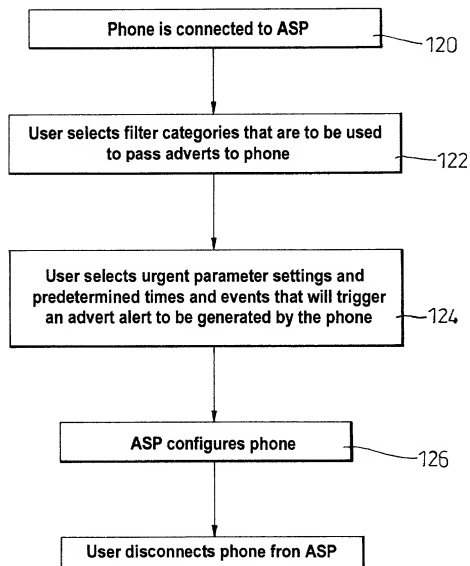 Phone is connected to ASP
120
User selects filter categories that are to be used
to pass adverts to phone
122
User selects urgent parameter settings and
predetermined times and events that will trigger
an advert alert to be generated by the phone
124
ASP configures phone
126
User disconnects phone fron ASP